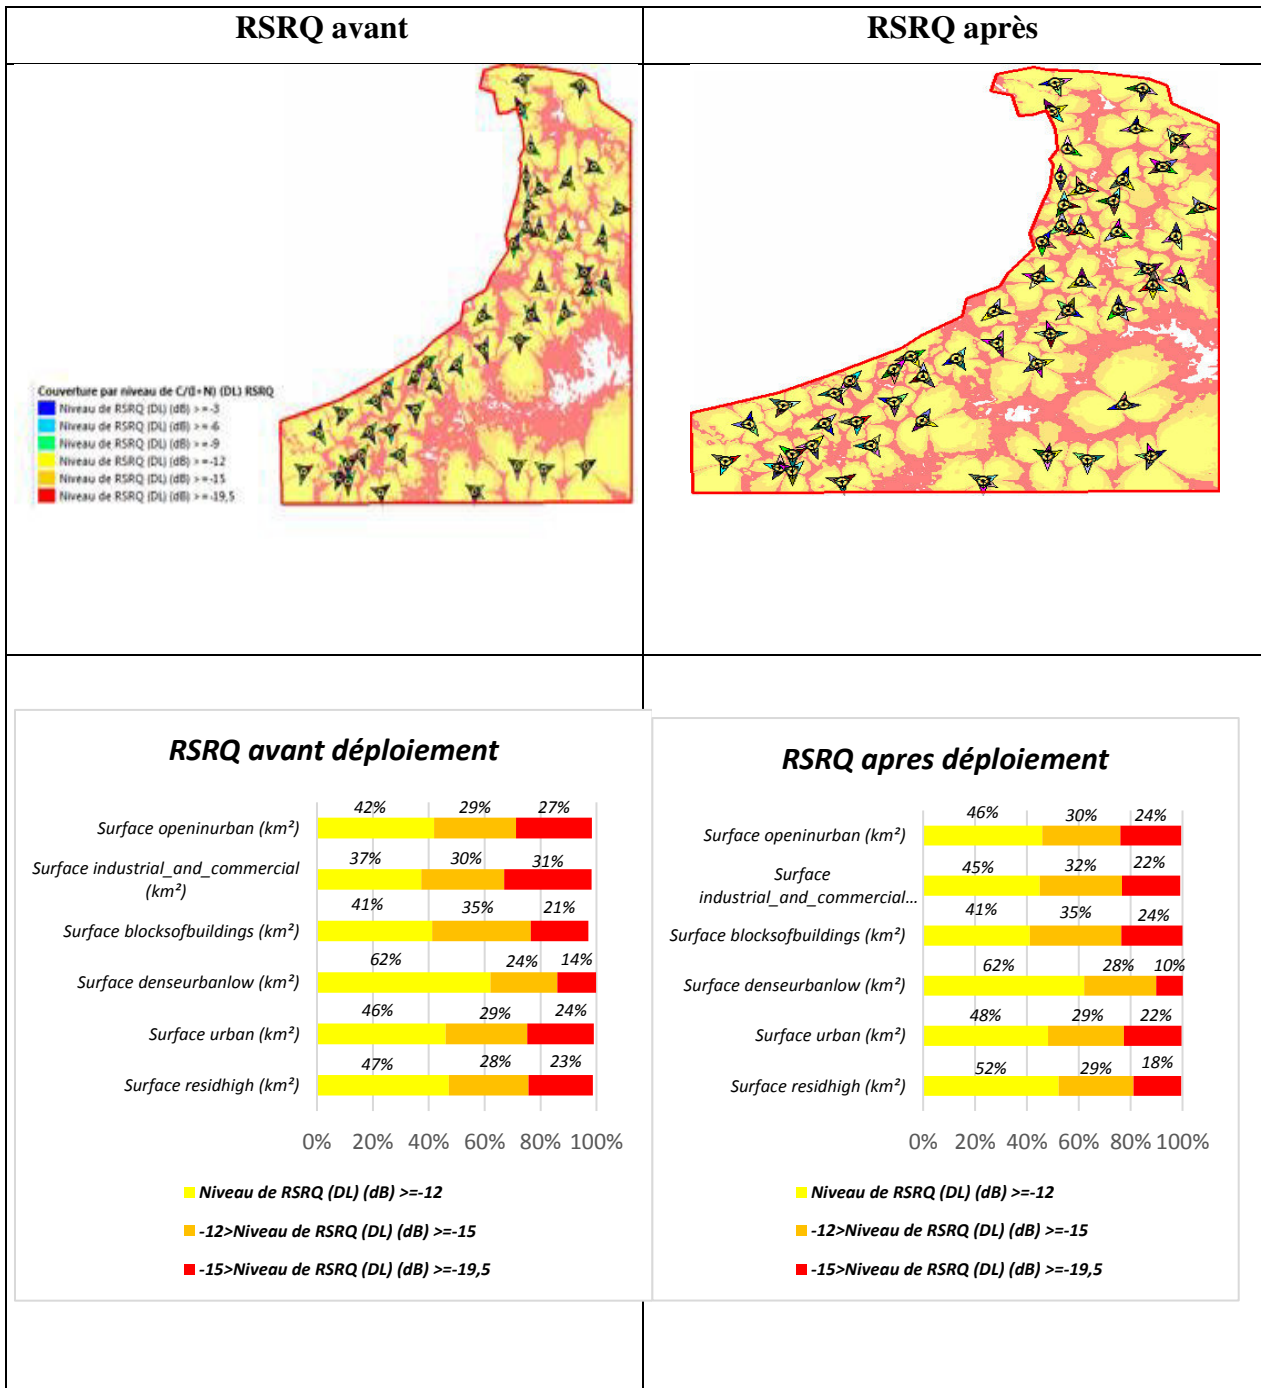 RSRQ avant
RSRQ après
Couverture par niveau de C/(I+N) (DL) RSRQ
Niveau de RSRQ (DL) (dB) >=-3
Niveau de RSRQ (DL) (dB) >=-6
Niveau de RSRQ (DL) (dB) >=-9
Niveau de RSRQ (DL) (dB) >=-12
Niveau de RSRQ (DL) (dB) >=-15
Niveau de RSRQ (DL) (dB) >=-19,5
RSRQ avant déploiement
42% 29% 27%
Surface openinurban (km²)
37% 30% 31%
Surface industrial_and_commercial
(km²)
41% 35% 21%
Surface blocksofbuildings (km²)
62% 24% 14%
Surface denseurbanlow (km²)
46% 29% 24%
Surface urban (km²)
47% 28% 23%
Surface residhigh (km²)
0% 20% 40% 60% 80% 100%
Niveau de RSRQ (DL) (dB) >=-12
-12>Niveau de RSRQ (DL) (dB) >=-15
-15>Niveau de RSRQ (DL) (dB) >=-19,5
RSRQ apres déploiement
46% 30% 24%
Surface openinurban (km²)
45% 32% 22%
Surface
industrial_and_commercial...
41% 35% 24%
Surface blocksofbuildings (km²)
62% 28% 10%
Surface denseurbanlow (km²)
48% 29% 22%
Surface urban (km²)
52% 29% 18%
Surface residhigh (km²)
0% 20% 40% 60% 80% 100%
Niveau de RSRQ (DL) (dB) >=-12
-12>Niveau de RSRQ (DL) (dB) >=-15
-15>Niveau de RSRQ (DL) (dB) >=-19,5